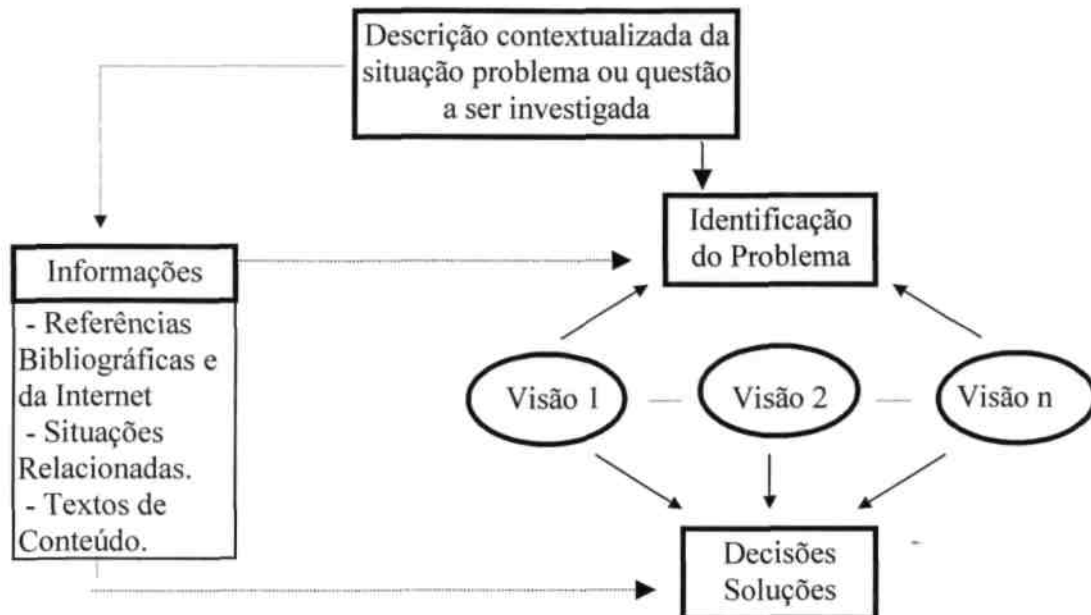 Descrição contextualizada da
situação problema ou questão
a ser investigada
Identificação
do Problema
Informações
- Referências
Bibliográficas e
da Internet
- Situações
Relacionadas.
- Textos de
Conteúdo.
Visão 1
Visão 2
Visão n
Decisões
Soluções